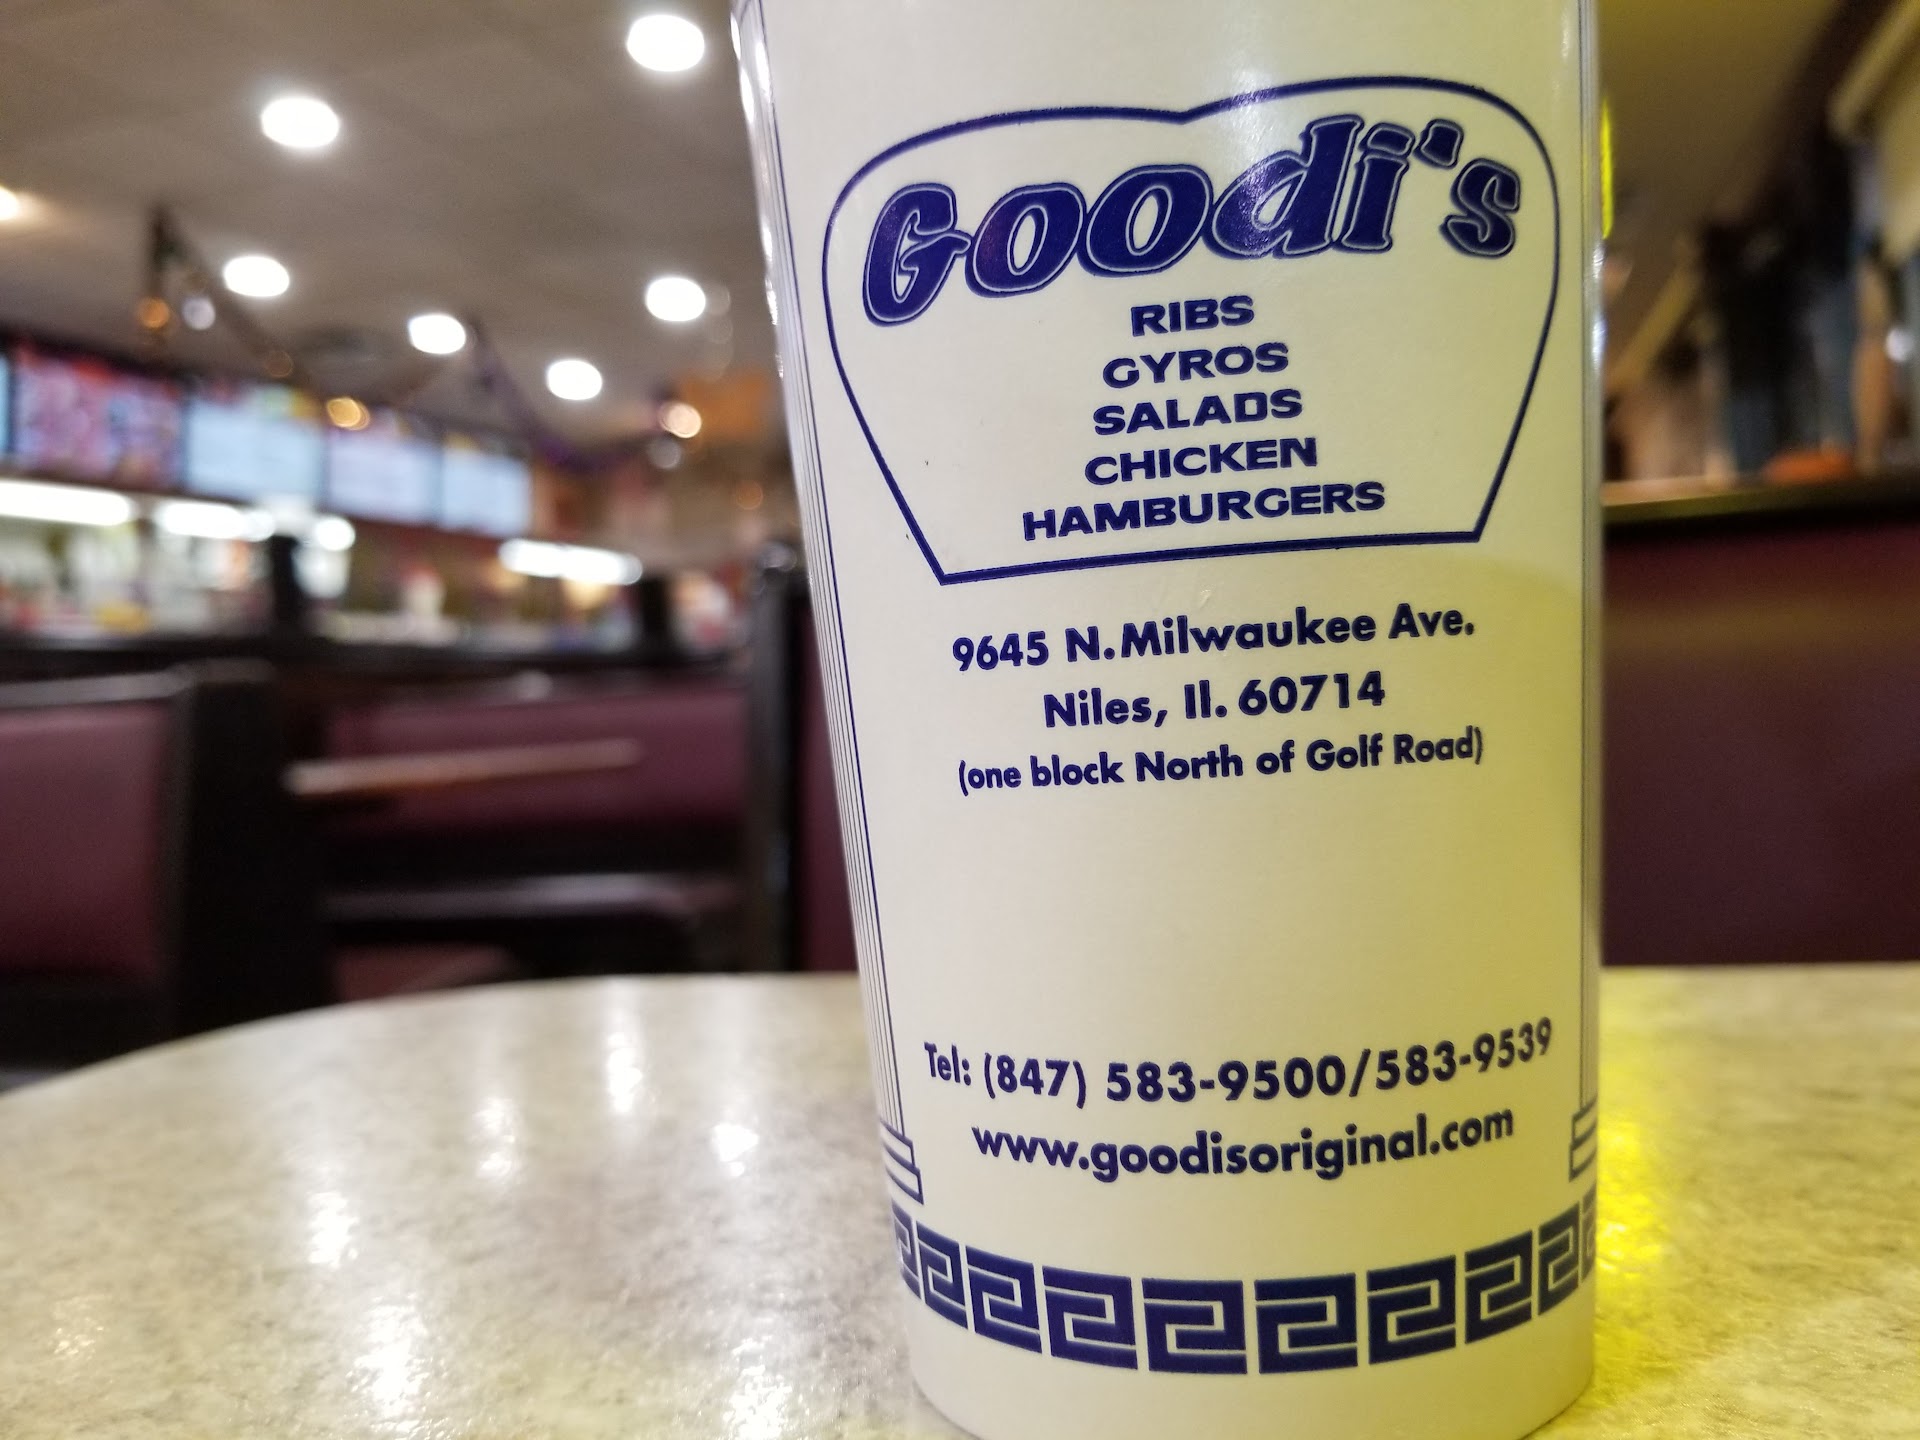 Goodi's
RIBS
GYROS
SALADS
CHICKEN
HAMBURGERS
9645 N.Milwaukee Ave.
Niles, Il. 60714
(one block North of Golf Road)
Tel: (847) 583-9500/583-9539
www.goodisoriginal.com